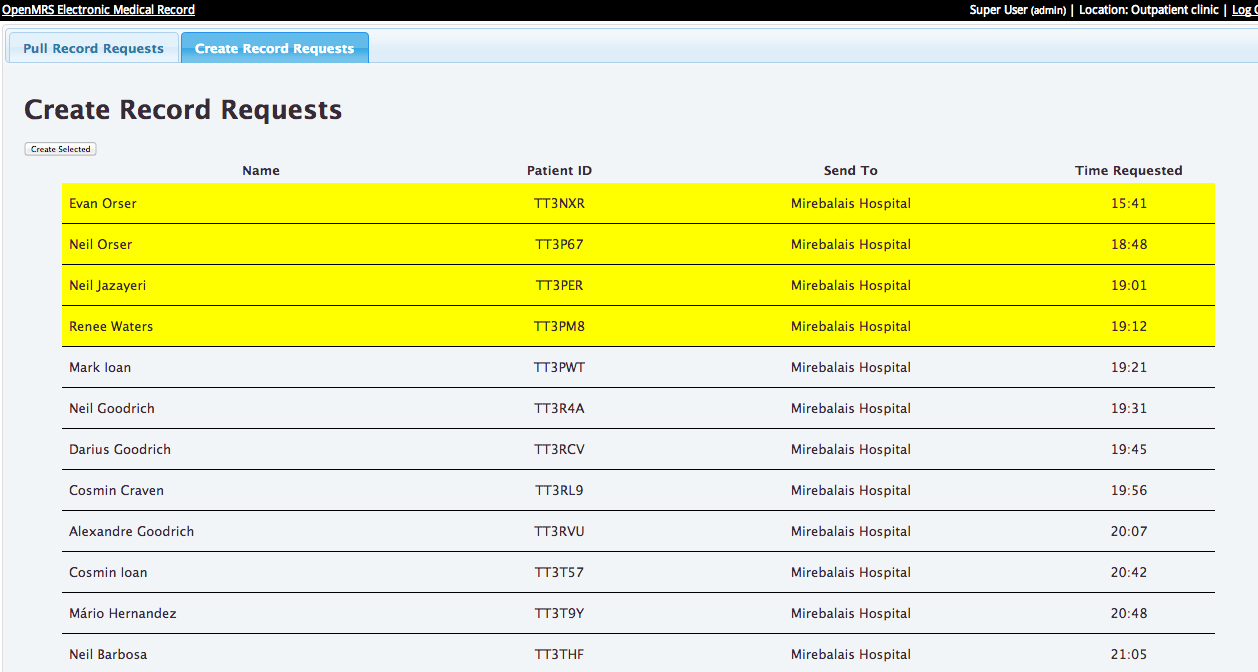 OpenMRS Electronic Medical Record Super User (admin) | Location: Outpatient clinic | Log
Pull Record Requests Create Record Requests
Create Record Requests
Create Selected
Name Patient ID Send To Time Requested
Evan Orser TT3NXR Mirebalais Hospital 15:41
Neil Orser TT3P67 Mirebalais Hospital 18:48
Neil Jazayeri TT3PER Mirebalais Hospital 19:01
Renee Waters TT3PM8 Mirebalais Hospital 19:12
Mark Ioan TT3PWT Mirebalais Hospital 19:21
Neil Goodrich TT3R4A Mirebalais Hospital 19:31
Darius Goodrich TT3RCV Mirebalais Hospital 19:45
Cosmin Craven TT3RL9 Mirebalais Hospital 19:56
Alexandre Goodrich TT3RVU Mirebalais Hospital 20:07
Cosmin Ioan TT3T57 Mirebalais Hospital 20:42
Mário Hernandez TT3T9Y Mirebalais Hospital 20:48
Neil Barbosa TT3THF Mirebalais Hospital 21:05